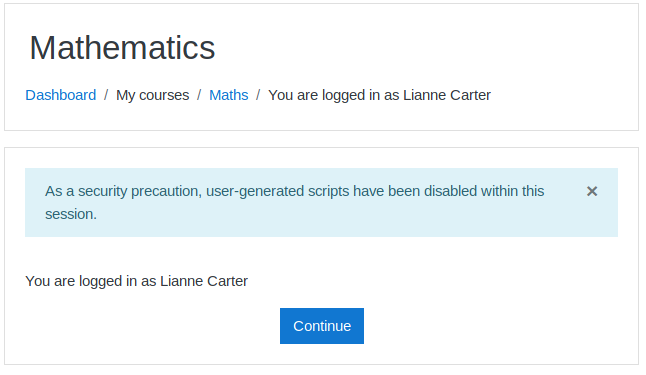 Mathematics
Dashboard / My courses / Maths / You are logged in as Lianne Carter
As a security precaution, user-generated scripts have been disabled within this ×
session.
You are logged in as Lianne Carter
Continue